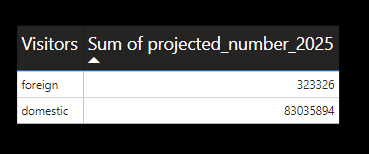 Visitors Sum of projected_number_2025
foreign 323326
domestic 83035894